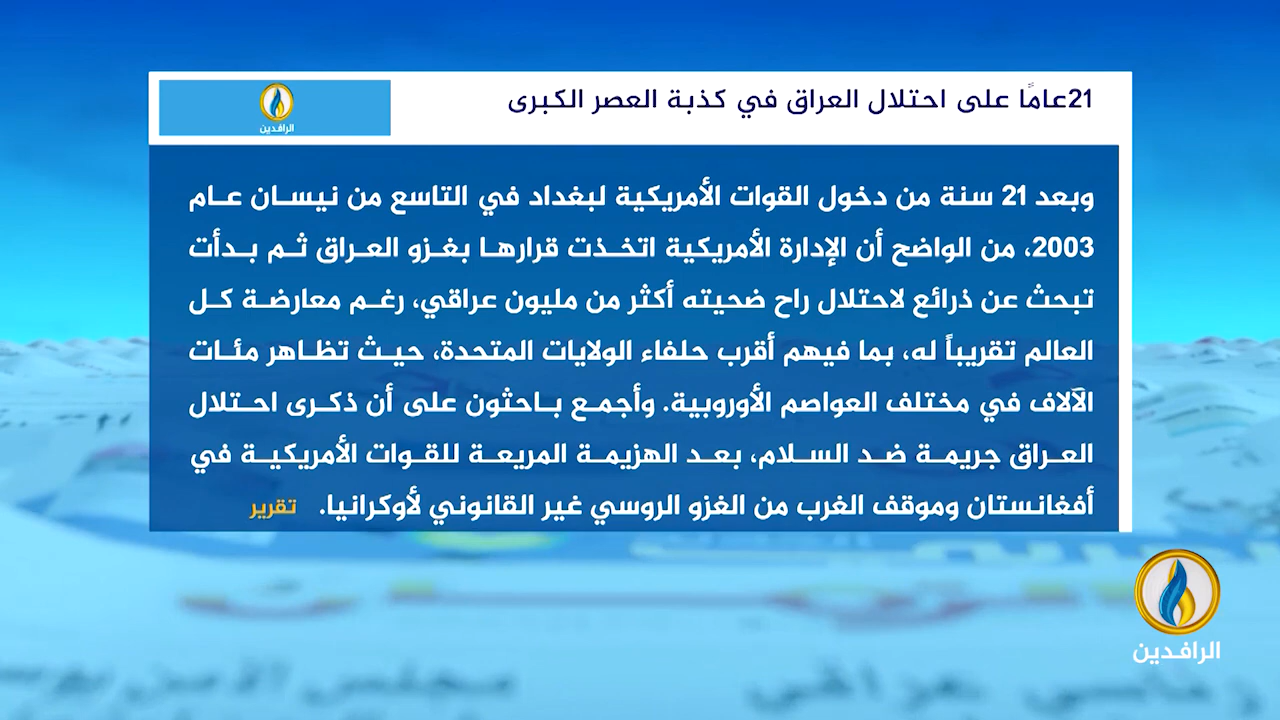 21عامًا على احتلال العراق في كذبة العصر الكبرى
الرافدين
وبعد 21 سنة من دخول القوات الأمريكية لبغداد في التاسع من نيسان عام
2003، من الواضح أن الإدارة الأمريكية اتخذت قرارها بغزو العراق ثم بدأت
تبحث عن ذرائع لاحتلال راح ضحيته أكثر من مليون عراقي، رغم معارضة كل
العالم تقريباً له، بما فيهم أقرب حلفاء الولايات المتحدة، حيث تظاهر مئات
الآلاف في مختلف العواصم الأوروبية. وأجمع باحثون على أن ذكرى احتلال
العراق جريمة ضد السلام، بعد الهزيمة المريعة للقوات الأمريكية في
أفغانستان وموقف الغرب من الغزو الروسي غير القانوني لأوكرانيا. تقرير
الرافدين
مجلس الأمن